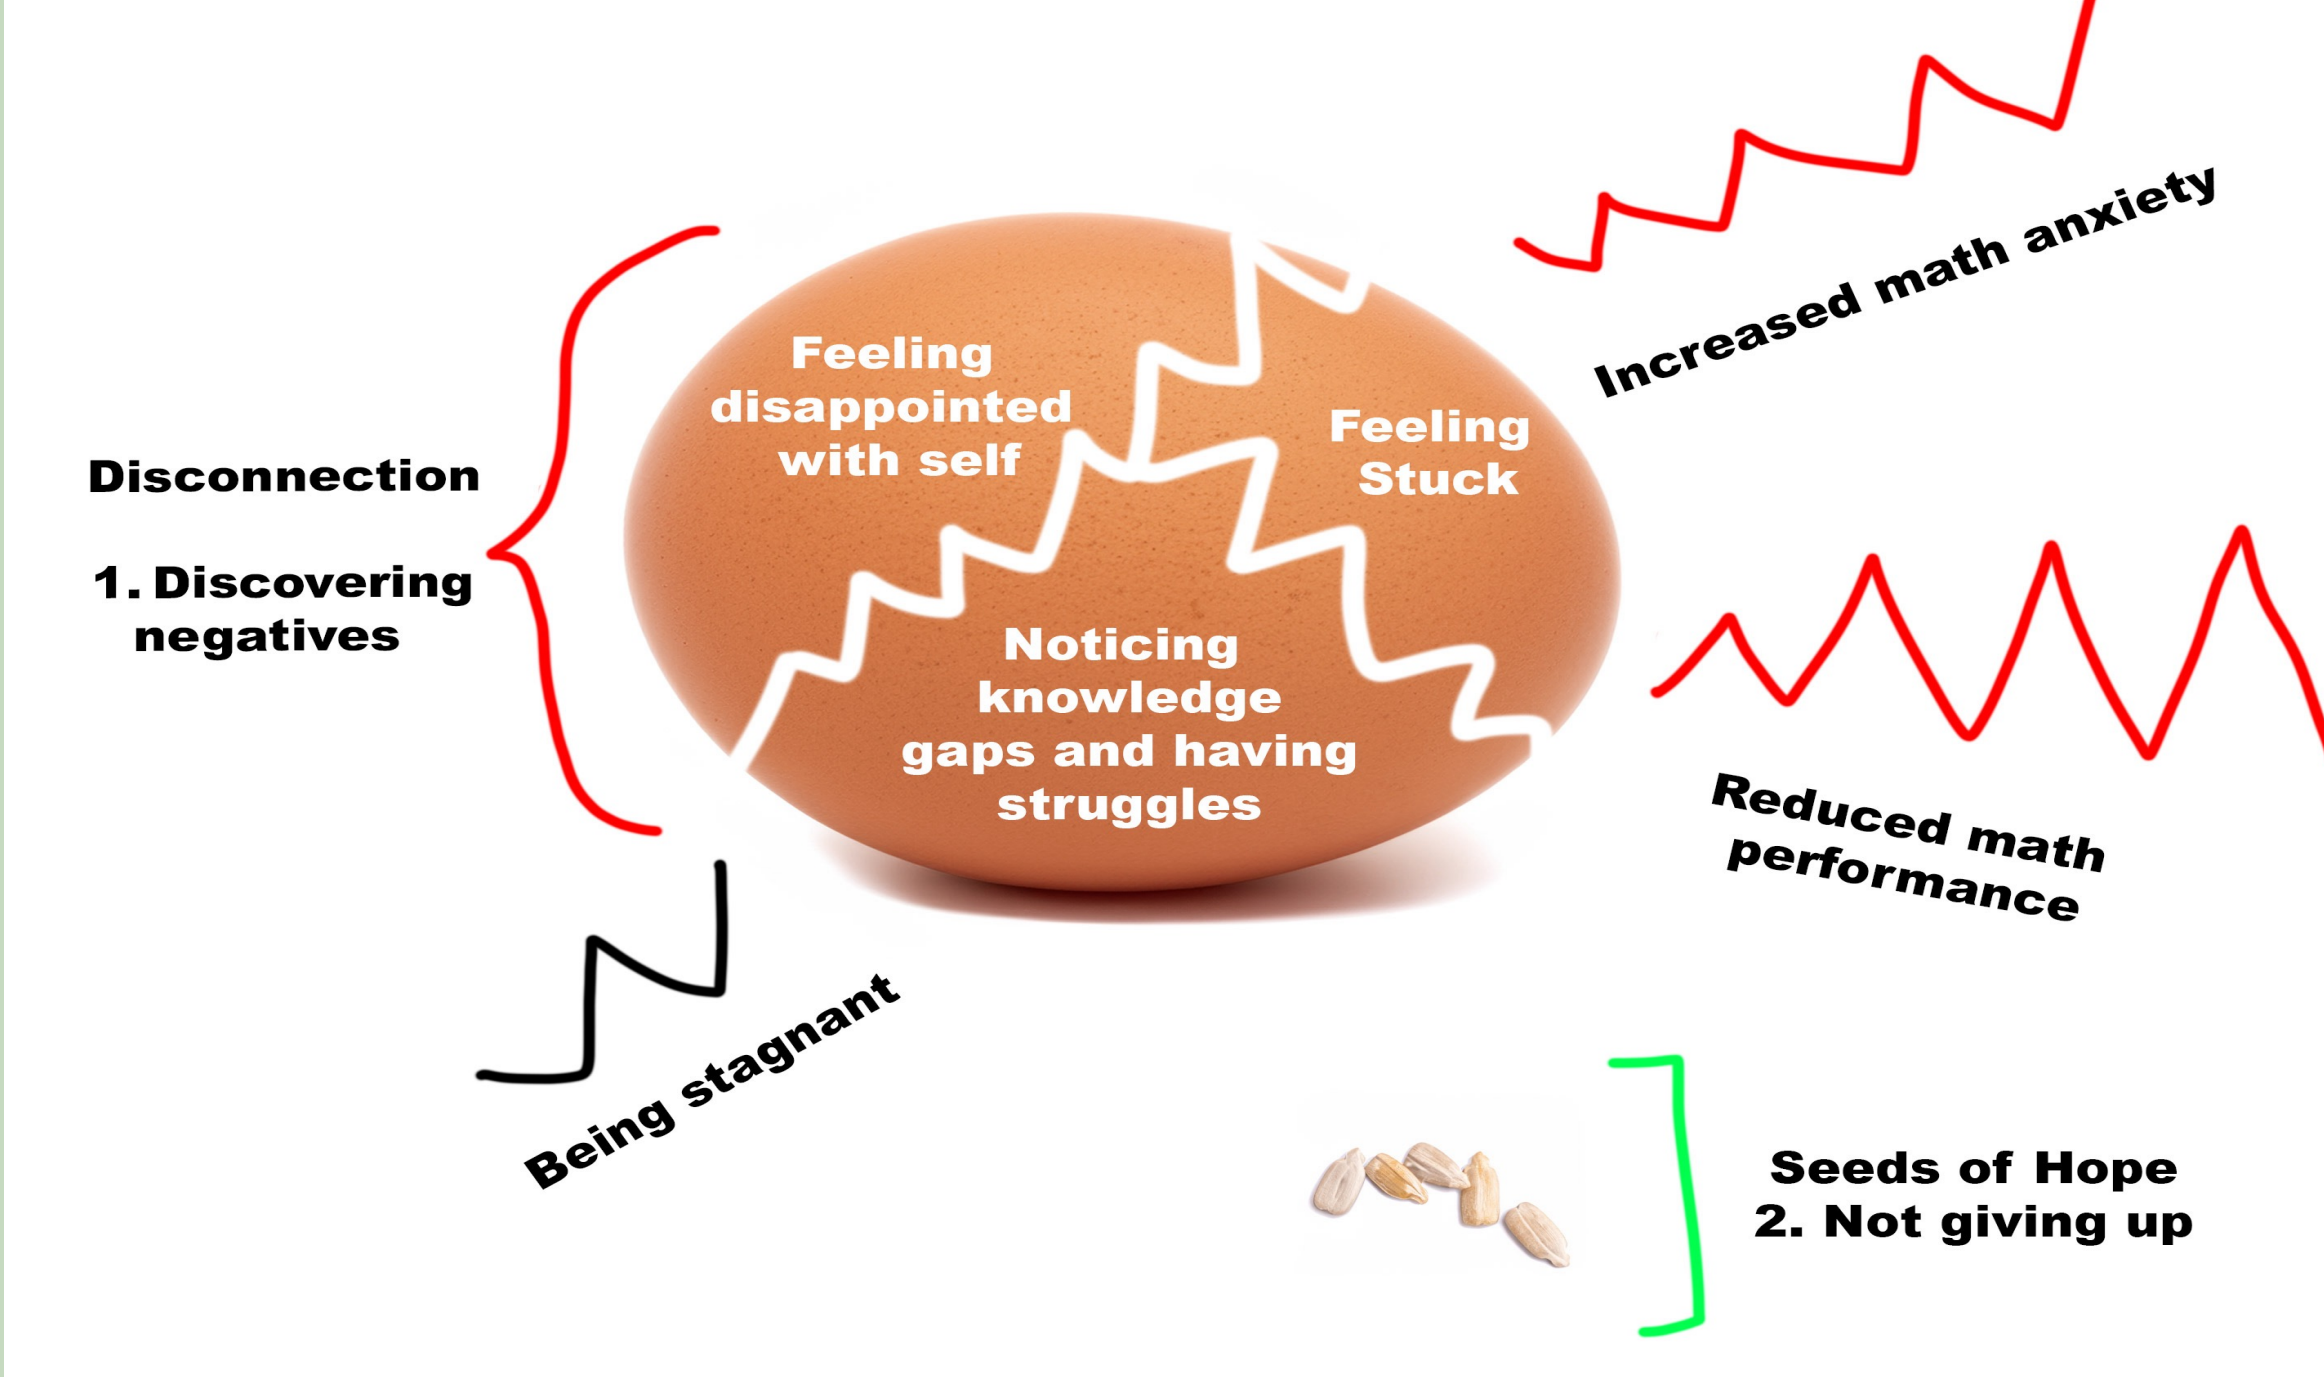 Disconnection
1. Discovering
negatives
Feeling
disappointed
with self
Feeling
Stuck
Noticing
knowledge
gaps and having
struggles
Increased math anxiety
Reduced math
performance
Being stagnant
Seeds of Hope
2. Not giving up